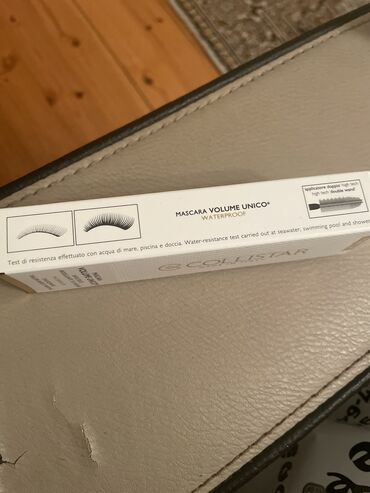 MASCARA VOLUME UNICO®
WATERPROOF
applicatore doppio high tech
high tech double wand
Test di resistenza effettuato con acqua di mare, piscina e doccia. Water-resistance test carried out at seawater, swimming pool and shower
COLLISTAR